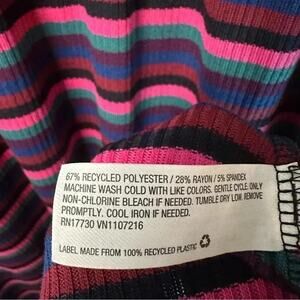 67% RECYCLED POLYESTER / 28% RAYON / 5% SPANDEX
MACHINE WASH COLD WITH LIKE COLORS. GENTLE CYCLE. ONLY
NON-CHLORINE BLEACH IF NEEDED. TUMBLE DRY LOW. REMOVE
PROMPTLY. COOL IRON IF NEEDED.
RN17730 VN1107216
LABEL MADE FROM 100% RECYCLED PLASTIC